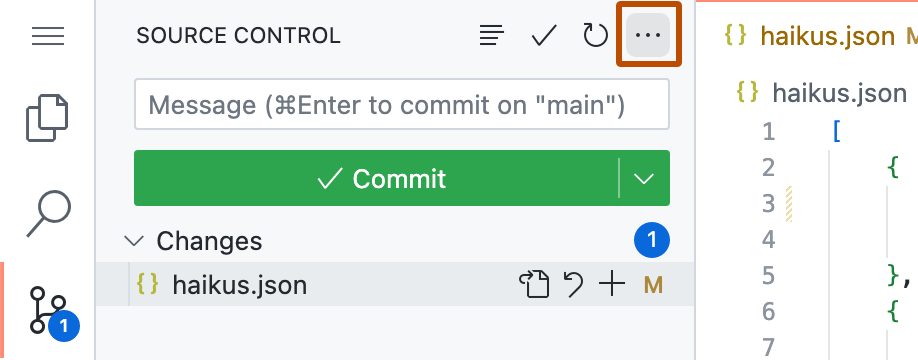 SOURCE CONTROL
Message (⌘Enter to commit on "main")
Commit
Changes
1
{} haikus.json
M
1
{} haikus.json M
{} haikus.json
1 [
2 {
3
4
5 },
6 {
7